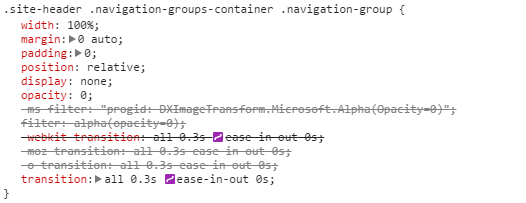 .site-header .navigation-groups-container .navigation-group {
width: 100%;
margin:▶0 auto;
padding:▶0;
position: relative;
display: none;
opacity: 0;
-ms-filter: "progid: DXImageTransform.Microsoft.Alpha(Opacity=0)";
filter: alpha(opacity=0);
-webkit-transition: all 0.3s ease-in-out 0s;
-moz-transition: all 0.3s ease-in-out 0s;
-o-transition: all 0.3s ease-in-out 0s;
transition:▶all 0.3s ease-in-out 0s;
}